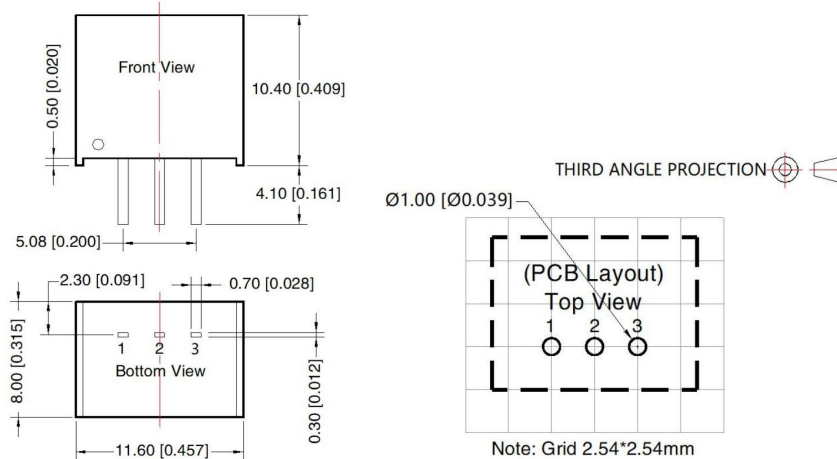 Front View
0.50 [0.020]
10.40 [0.409]
4.10 [0.161]
5.08 [0.200]
2.30 [0.091]
0.70 [0.028]
8.00 [0.315]
1 2 3
Bottom View
0.30 [0.012]
11.60 [0.457]
THIRD ANGLE PROJECTION
Ø1.00 [Ø0.039]
(PCB Layout)
Top View
1 2 3
Note: Grid 2.54*2.54mm